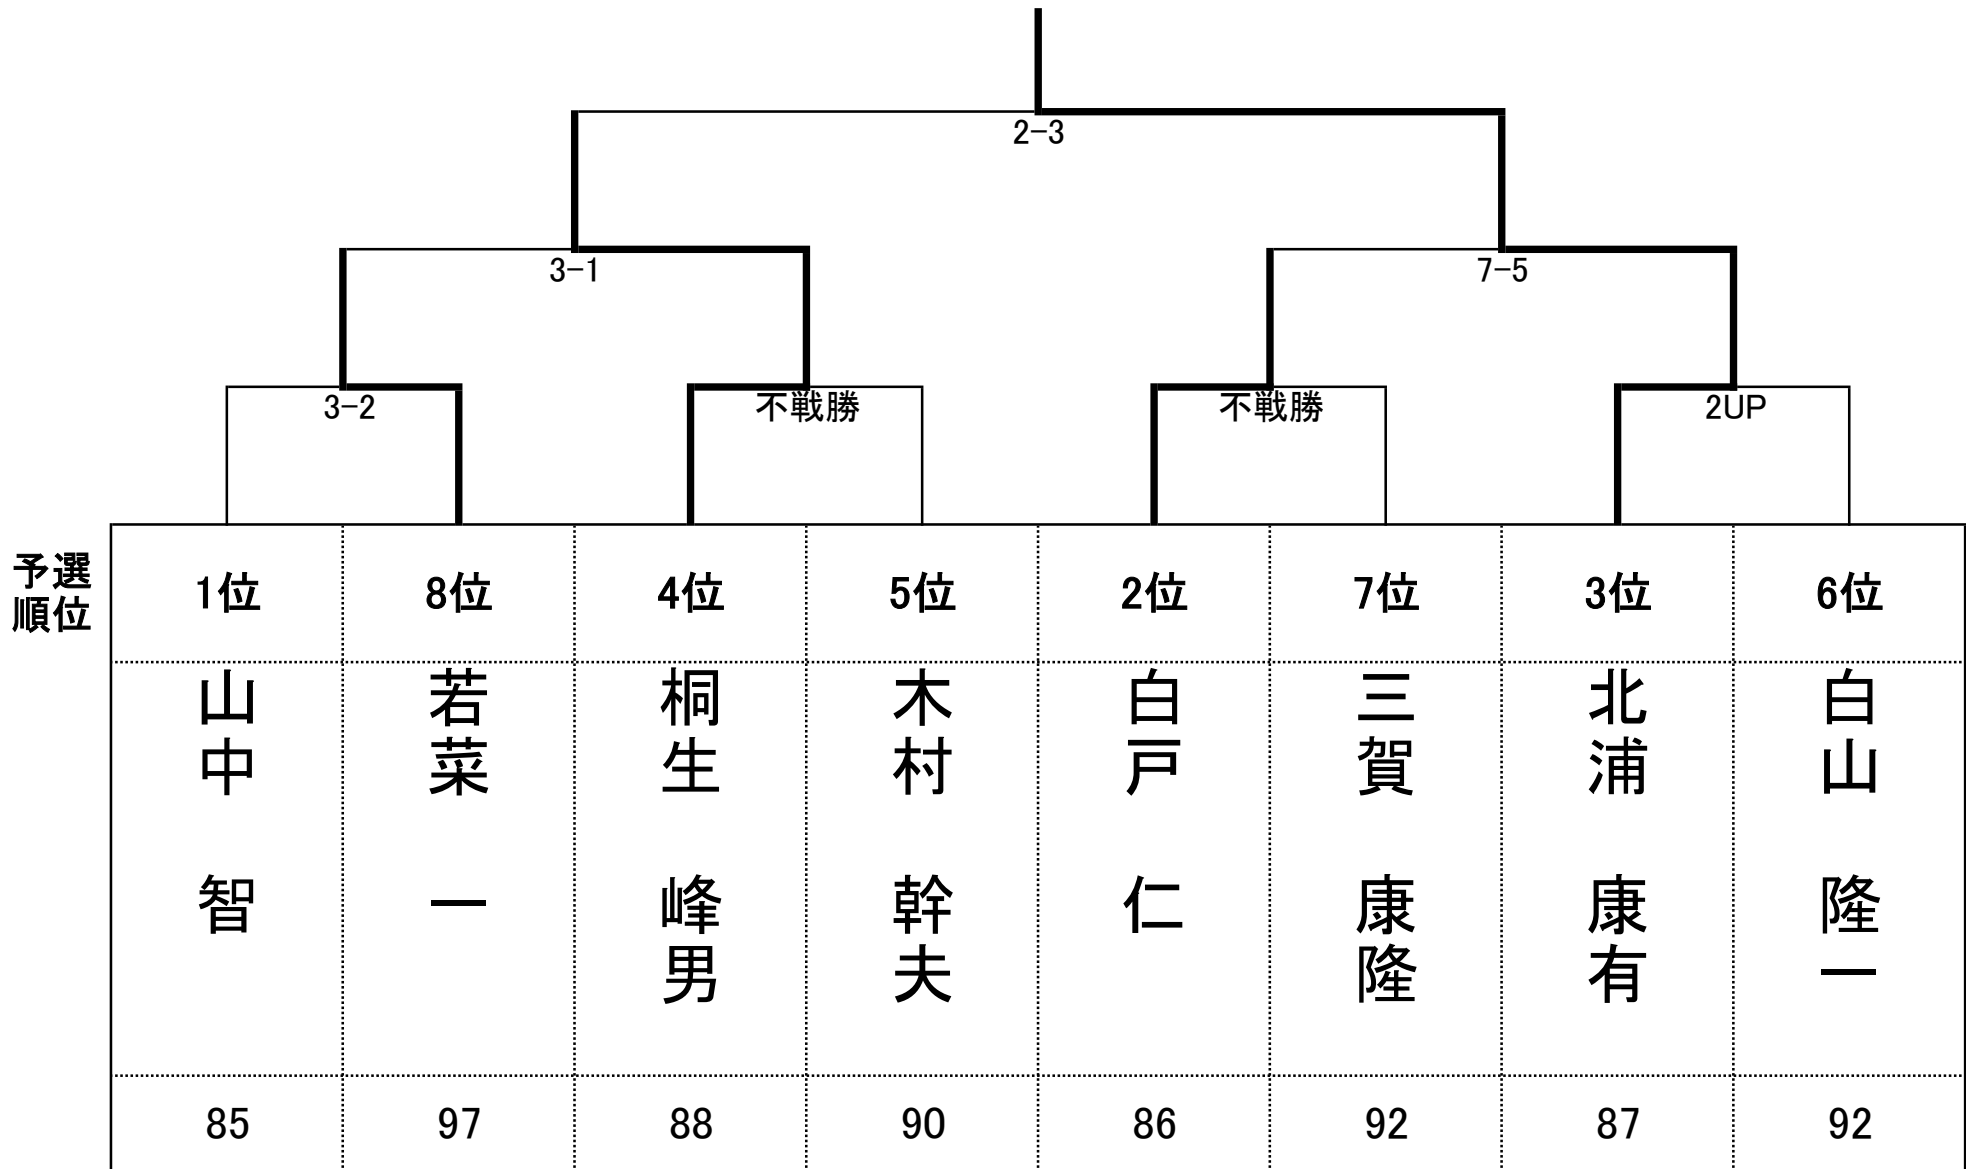 2-3
3-1
7-5
3-2
不戦勝
不戦勝
2UP
予選
順位
1位
8位
4位
5位
2位
7位
3位
6位
山中 智
若菜 一
桐生 峰男
木村 幹夫
白戸 仁
三賀 康隆
北浦 康有
白山 隆一
85
97
88
90
86
92
87
92